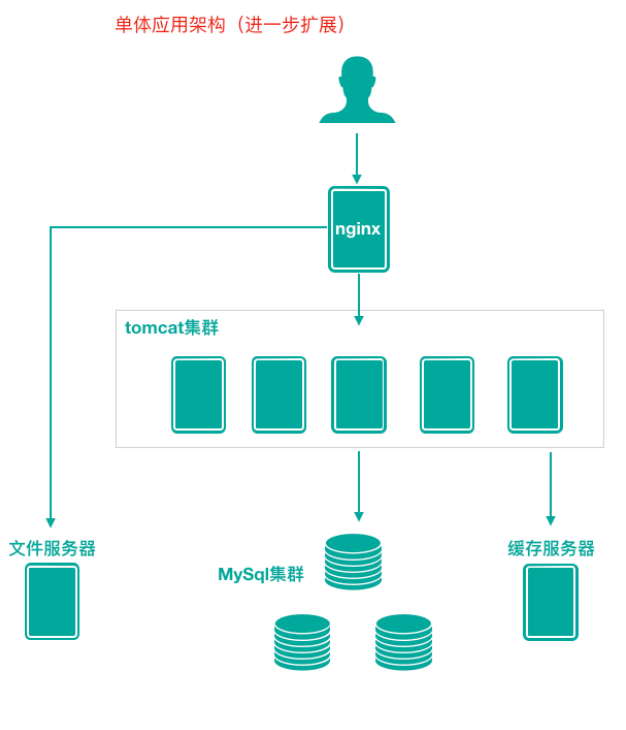 单体应用架构（进一步扩展）
nginx
tomcat集群
文件服务器
缓存服务器
MySql集群